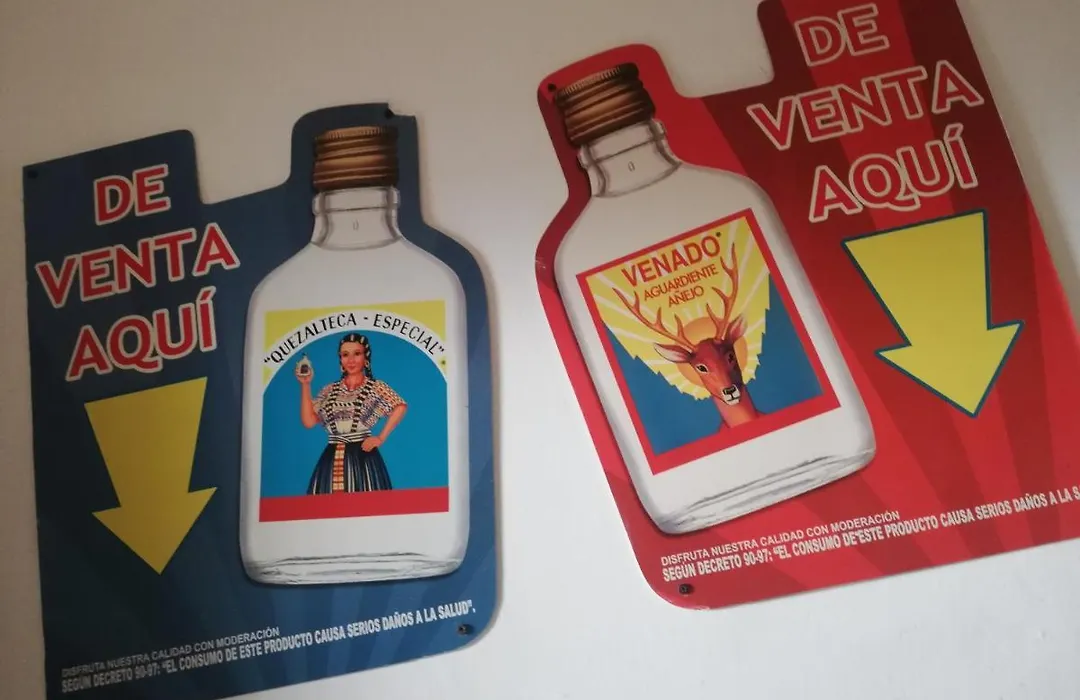 DE
VENTA
AQUÍ
"QUEZALTECA - ESPECIAL"
DISFRUTA NUESTRA CALIDAD CON MODERACIÓN
SEGÚN DECRETO 90-97: "EL CONSUMO DE ESTE PRODUCTO CAUSA SERIOS DAÑOS A LA SALUD".
DE
VENTA
AQUÍ
VENADO
AGUARDIENTE
AÑEJO
DISFRUTA NUESTRA CALIDAD CON MODERACIÓN
SEGÚN DECRETO 90-97: "EL CONSUMO DE ESTE PRODUCTO CAUSA SERIOS DAÑOS A LA S